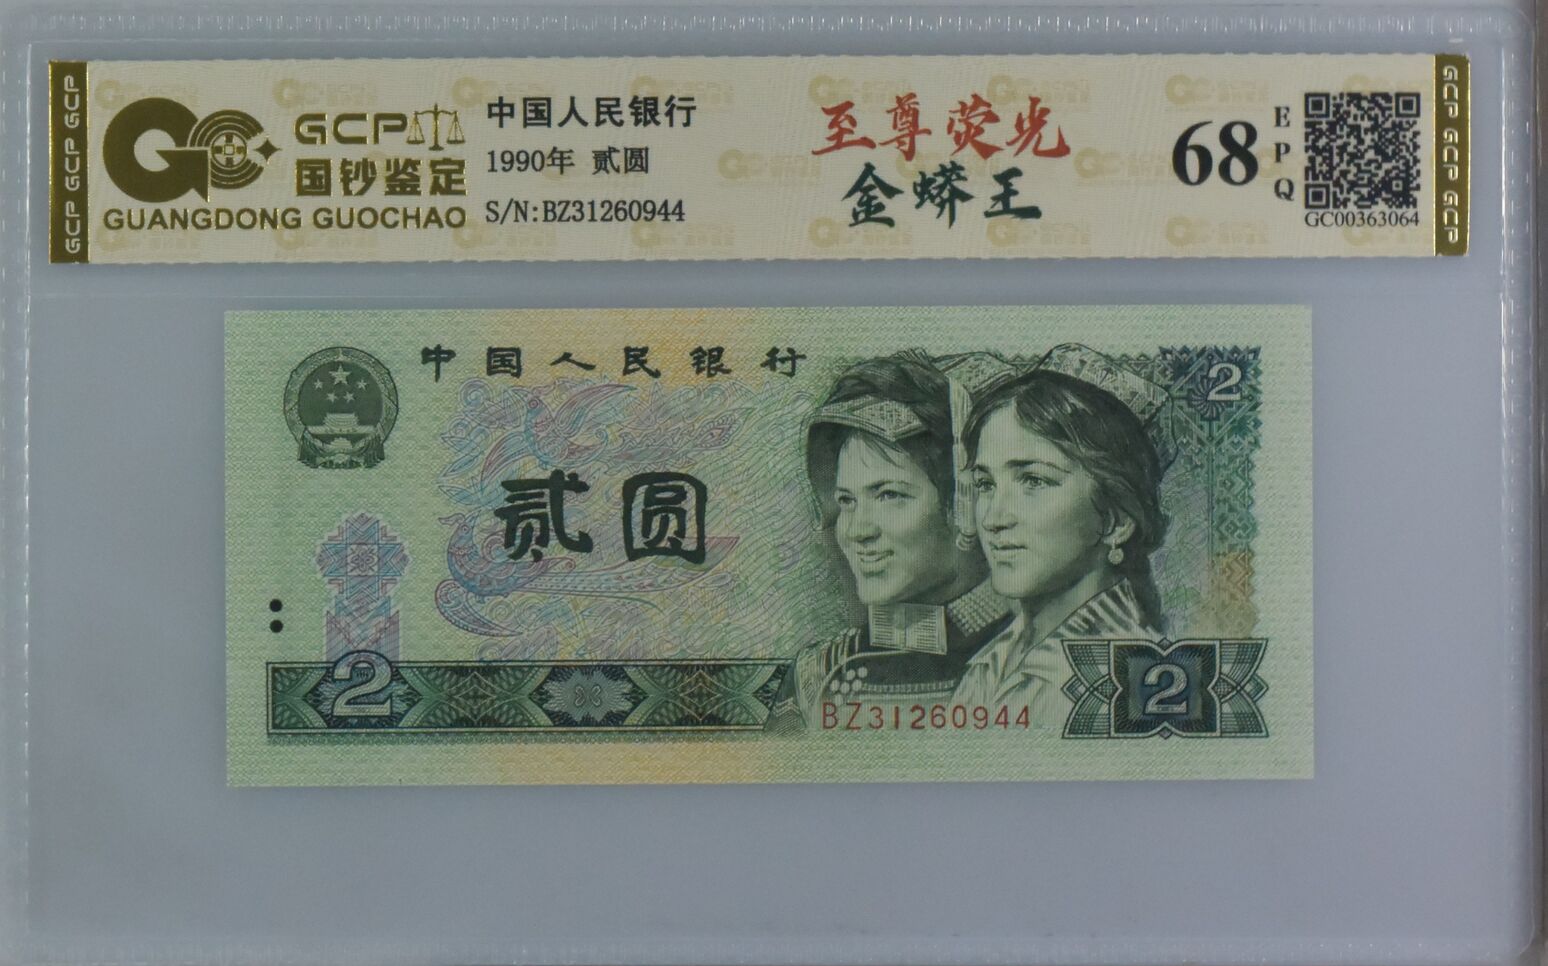 GCP GCP GCP
GCP
国钞鉴定
GUANGDONG GUOCHAO
中国人民银行
1990年 贰圆
S/N:BZ31260944
至尊荧光
金蟒王
68
EPQ
GC00363064
GCP GCP GCP
中国人民银行
2
贰圆
2
2
BZ31260944